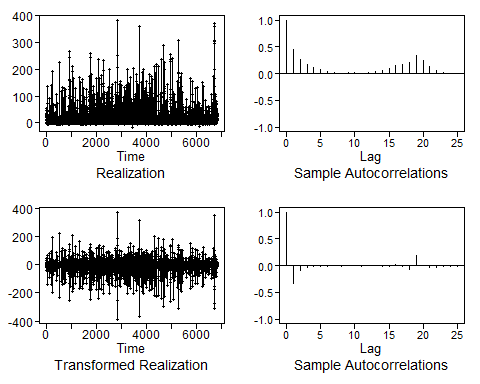 400
300
200
100
0
0 2000 4000 6000
Time
Realization
1.0
0.5
0.0
-0.5
-1.0
0 5 10 15 20 25
Lag
Sample Autocorrelations
400
200
0
-200
-400
0 2000 4000 6000
Time
Transformed Realization
1.0
0.5
0.0
0.5
-1.0
0 5 10 15 20 25
Lag
Sample Autocorrelations